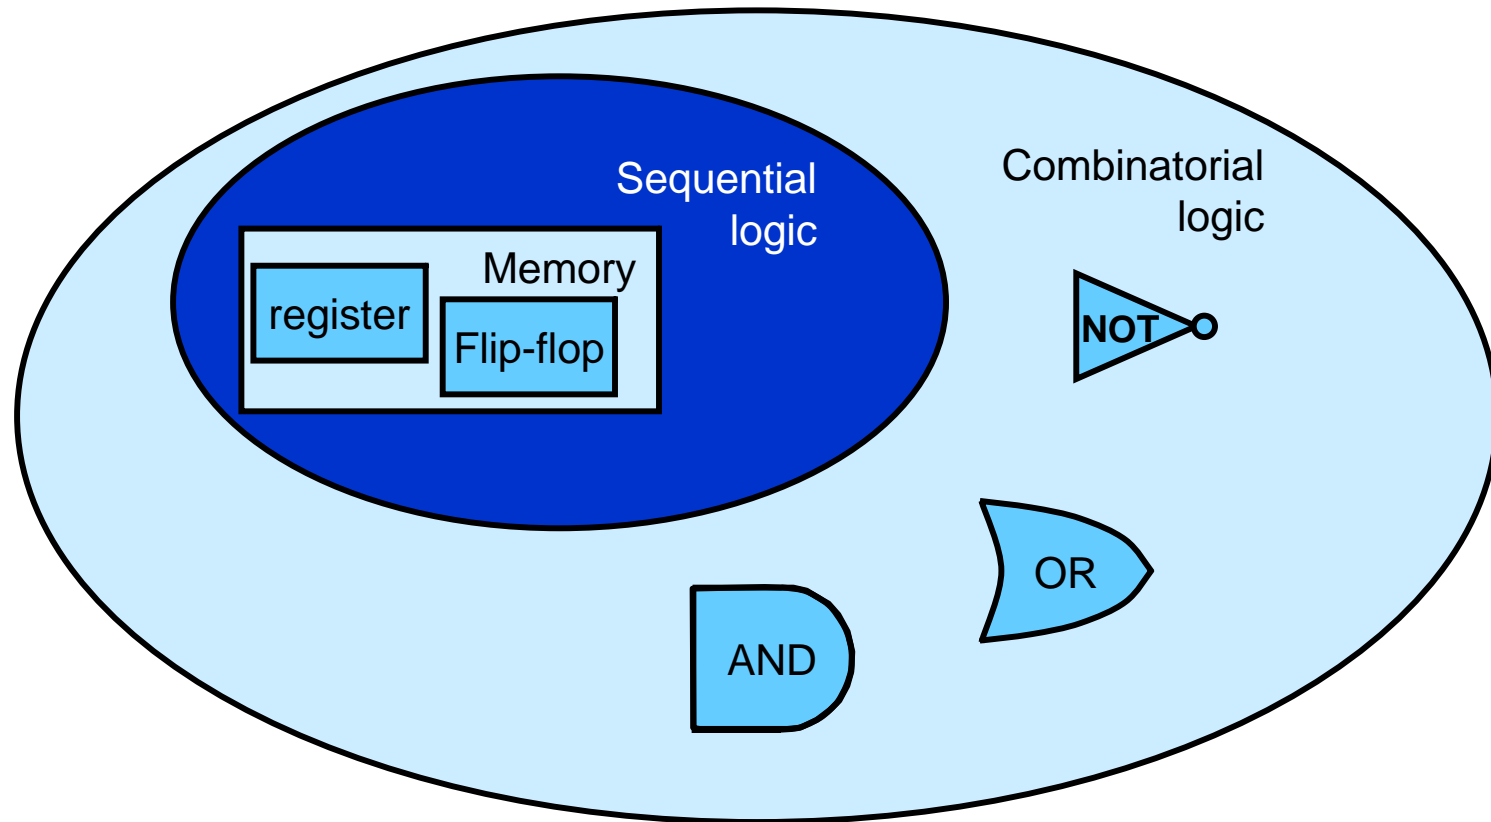 Sequential
logic
Combinatorial
logic
Memory
register
Flip-flop
NOT
OR
AND